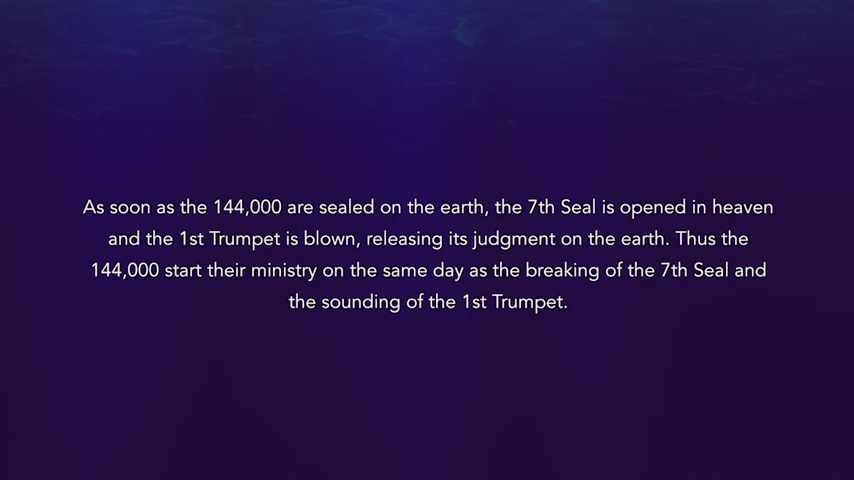 As soon as the 144,000 are sealed on the earth, the 7th Seal is opened in heaven
and the 1st Trumpet is blown, releasing its judgment on the earth. Thus the
144,000 start their ministry on the same day as the breaking of the 7th Seal and
the sounding of the 1st Trumpet.